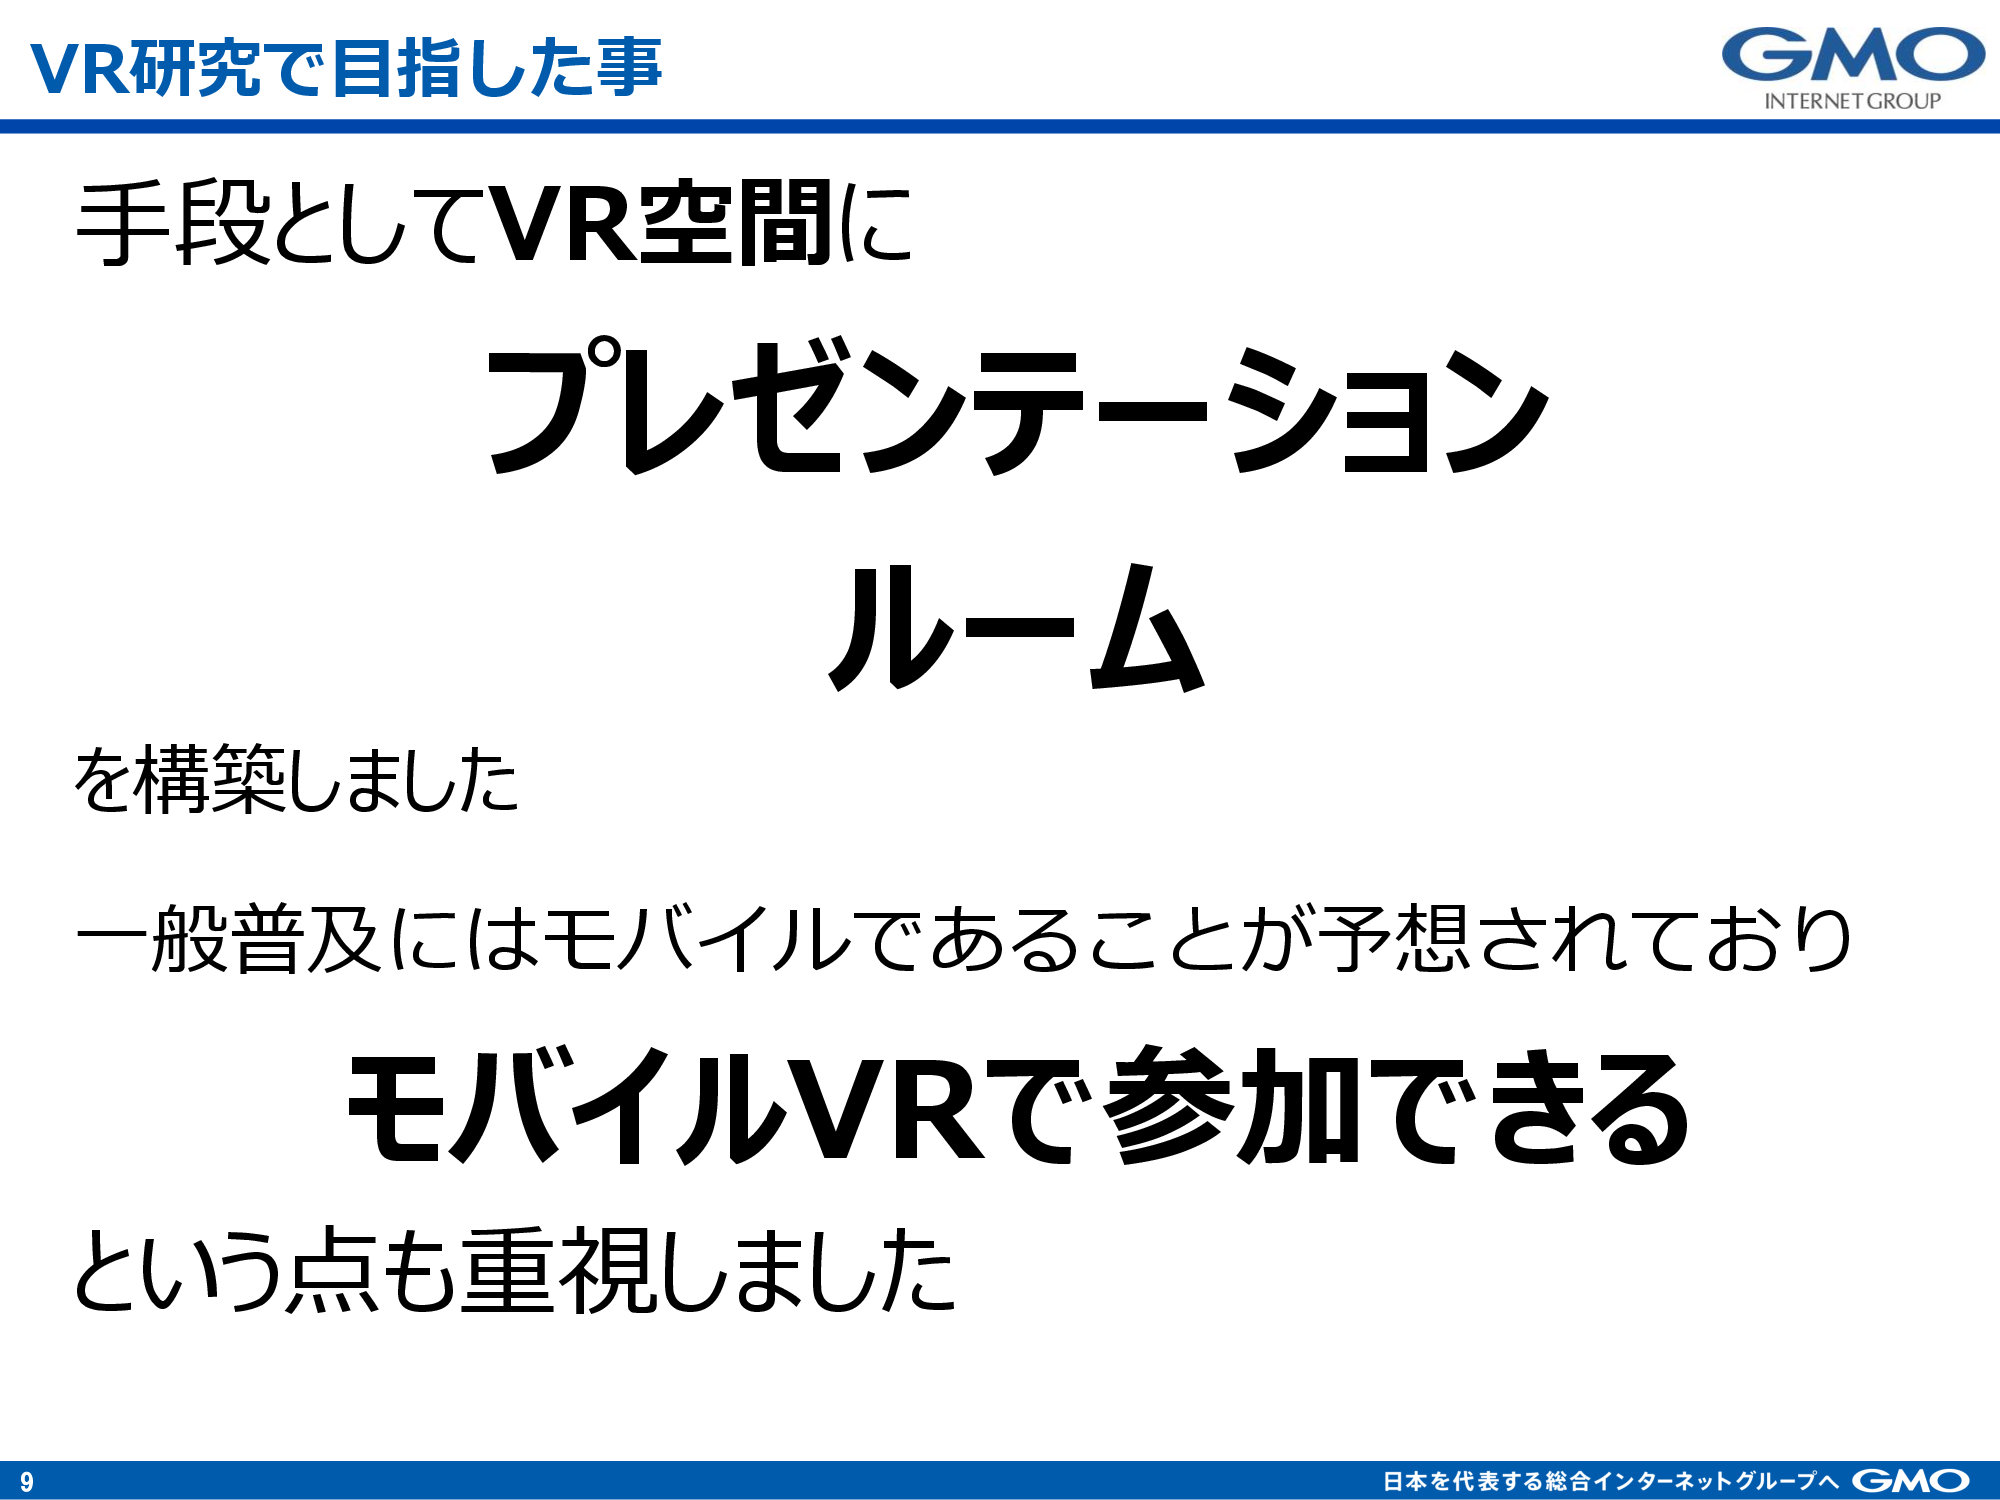 VR研究で目指した事
GMO
INTERNET GROUP
手段としてVR空間に
プレゼンテーション
ルーム
を構築しました
一般普及にはモバイルであることが予想されており
モバイルVRで参加できる
という点も重視しました
9
日本を代表する総合インターネットグループへ GMO